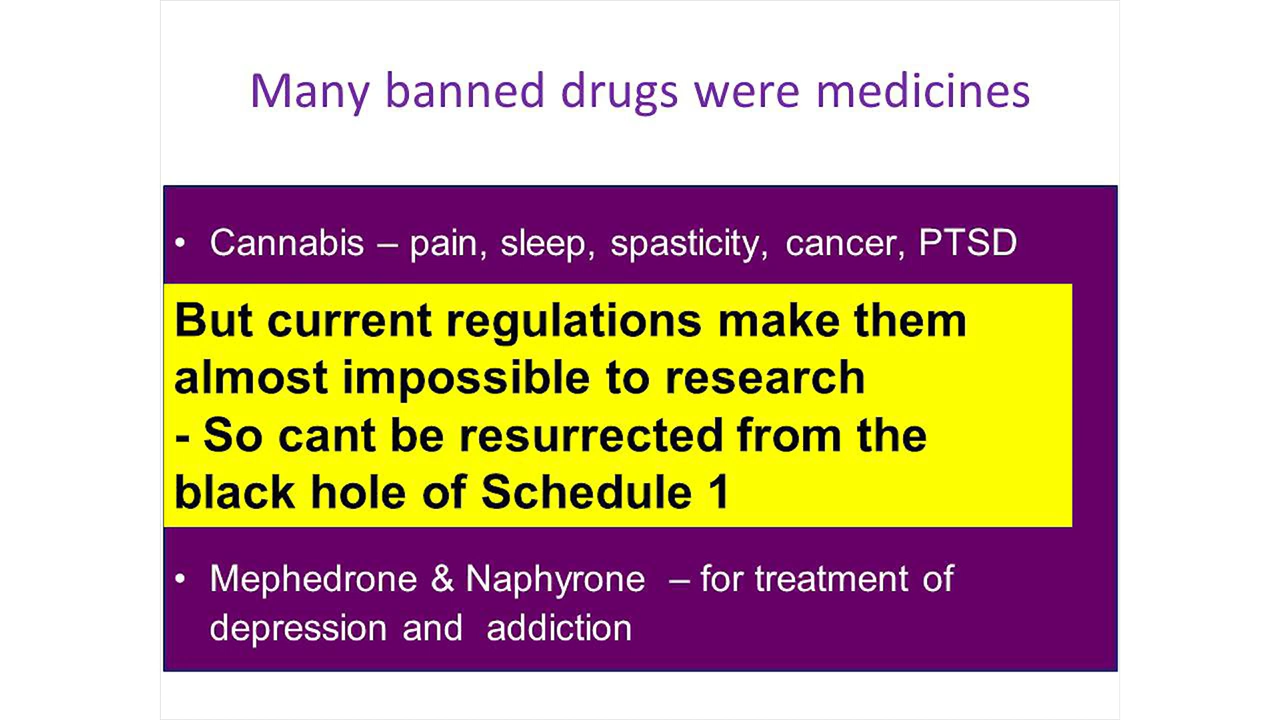 Many banned drugs were medicines
• Cannabis – pain, sleep, spasticity, cancer, PTSD
But current regulations make them
almost impossible to research
- So cant be resurrected from the
black hole of Schedule 1
• Mephedrone & Naphyrone – for treatment of
depression and addiction